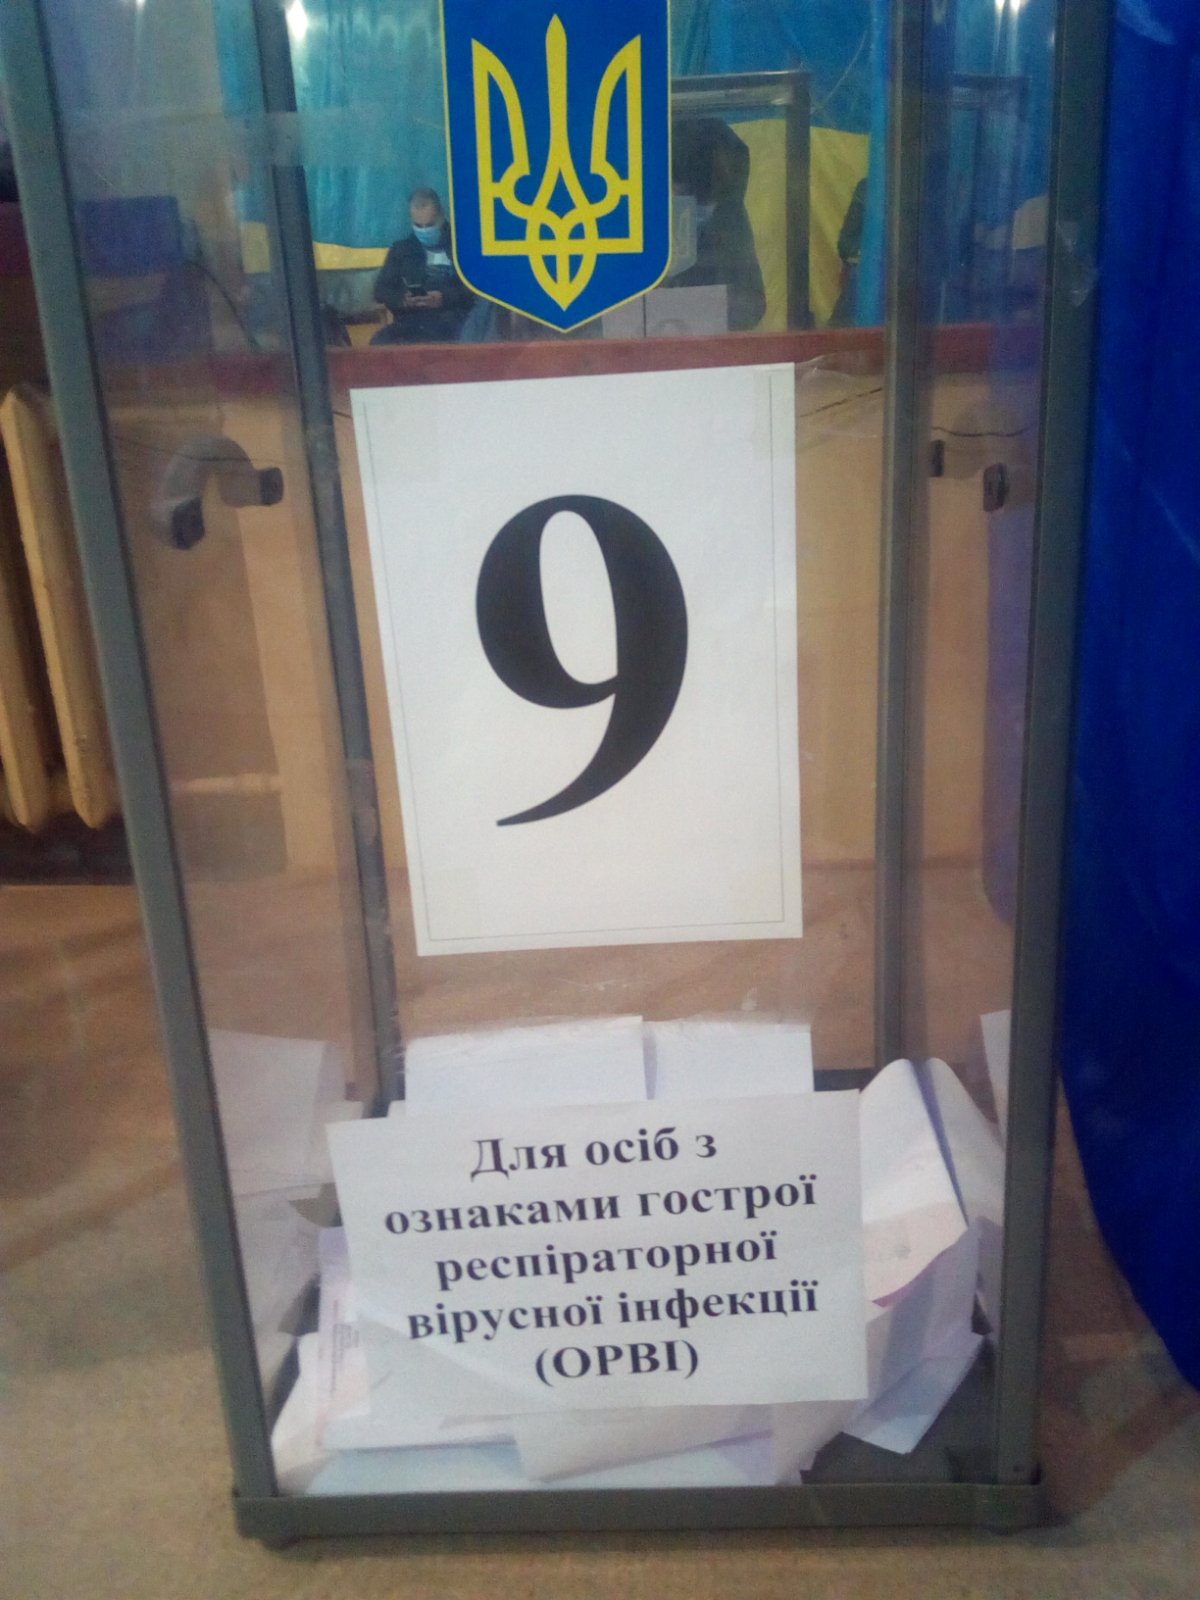 9
Для осіб з
ознаками гострої
респіраторної
вірусної інфекції
(ОРВІ)